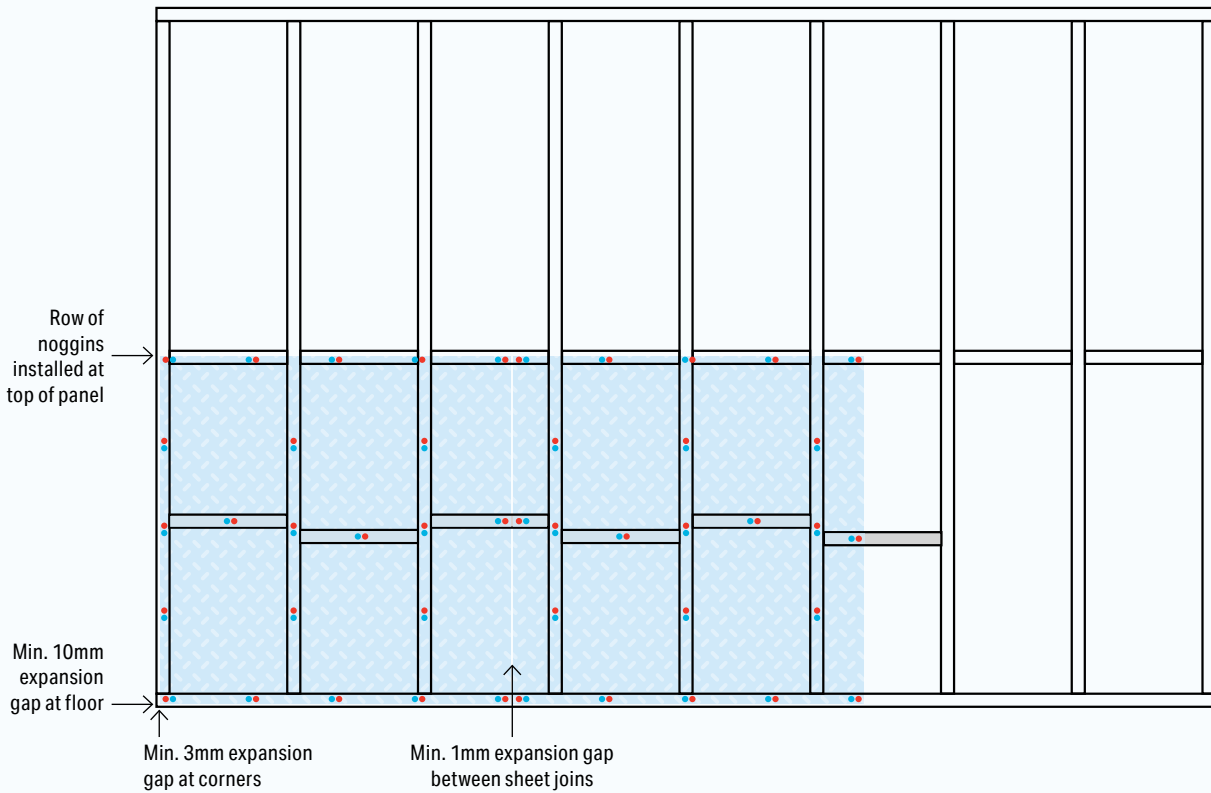 Row of
noggins
installed at
top of panel
Min. 10mm
expansion
gap at floor
Min. 3mm expansion
gap at corners
Min. 1mm expansion gap
between sheet joins